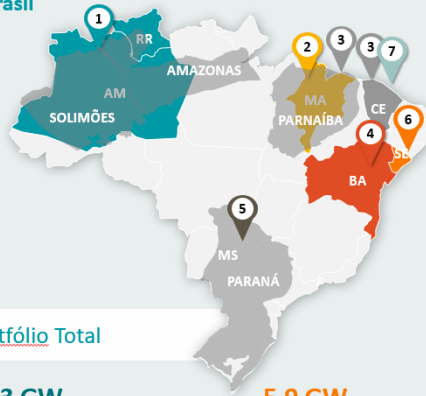 rasil
1
RR
2
3
3
7
AMAZONAS
AM
MA
CE
SOLIMÕES
PARNAÍBA
4
6
SE
BA
5
MS
PARANÁ
tfólio Total
3 GW
5,9 GW